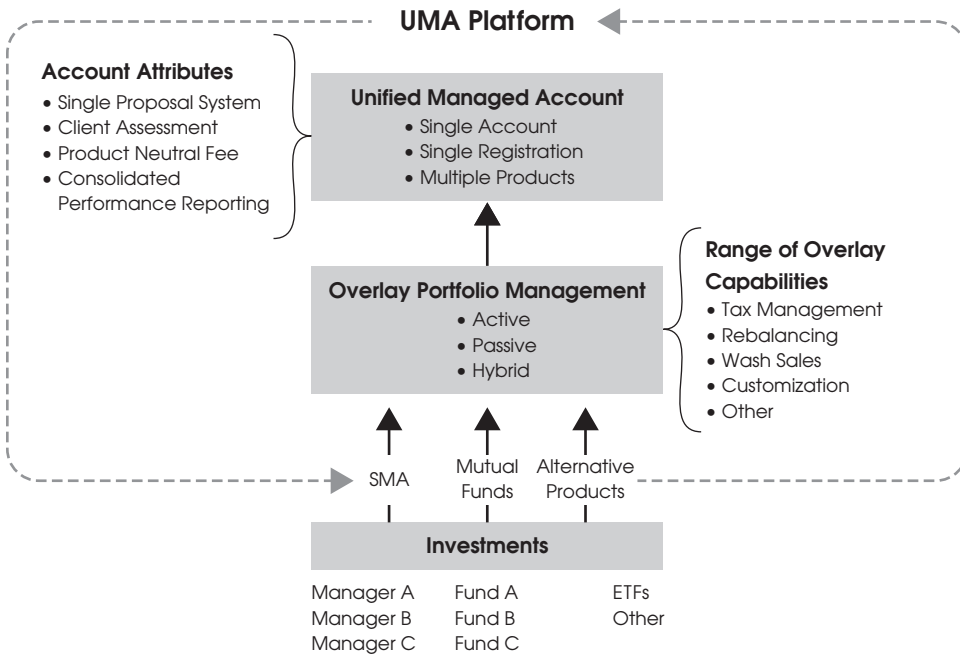 UMA Platform
Account Attributes
• Single Proposal System
• Client Assessment
• Product Neutral Fee
• Consolidated
Performance Reporting
Unified Managed Account
• Single Account
• Single Registration
• Multiple Products
Overlay Portfolio Management
• Active
• Passive
• Hybrid
Range of Overlay
Capabilities
• Tax Management
• Rebalancing
• Wash Sales
• Customization
• Other
SMA
Mutual
Funds
Alternative
Products
Investments
Manager A
Manager B
Manager C
Fund A
Fund B
Fund C
ETFs
Other